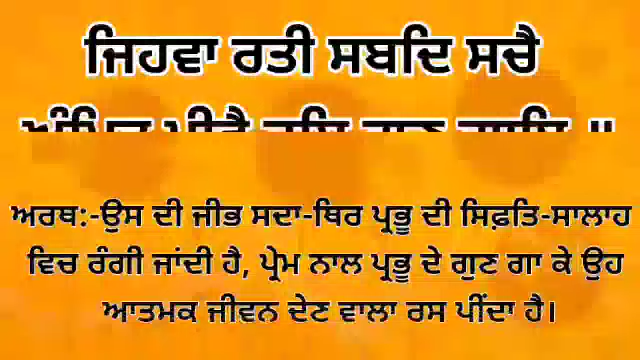 ਜਿਹਵਾ ਰਤੀ ਸਬਦਿ ਸਚੈ
ਅਰਥ:-ਉਸ ਦੀ ਜੀਭ ਸਦਾ-ਥਿਰ ਪ੍ਰਭੂ ਦੀ ਸਿਫ਼ਤਿ-ਸਾਲਾਹ
ਵਿਚ ਰੰਗੀ ਜਾਂਦੀ ਹੈ, ਪ੍ਰੇਮ ਨਾਲ ਪ੍ਰਭੂ ਦੇ ਗੁਣ ਗਾ ਕੇ ਉਹ
ਆਤਮਕ ਜੀਵਨ ਦੇਣ ਵਾਲਾ ਰਸ ਪੀਂਦਾ ਹੈ।